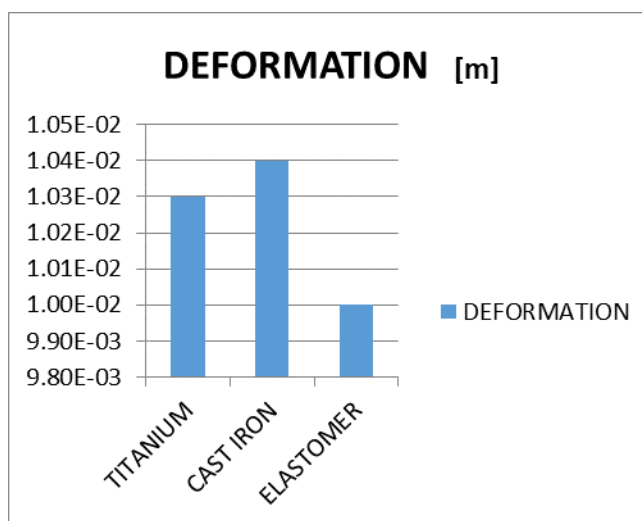 DEFORMATION [m]
1.05E-02
1.04E-02
1.03E-02
1.02E-02
1.01E-02
1.00E-02
9.90E-03
9.80E-03
TITANIUM
CAST IRON
ELASTOMER
DEFORMATION